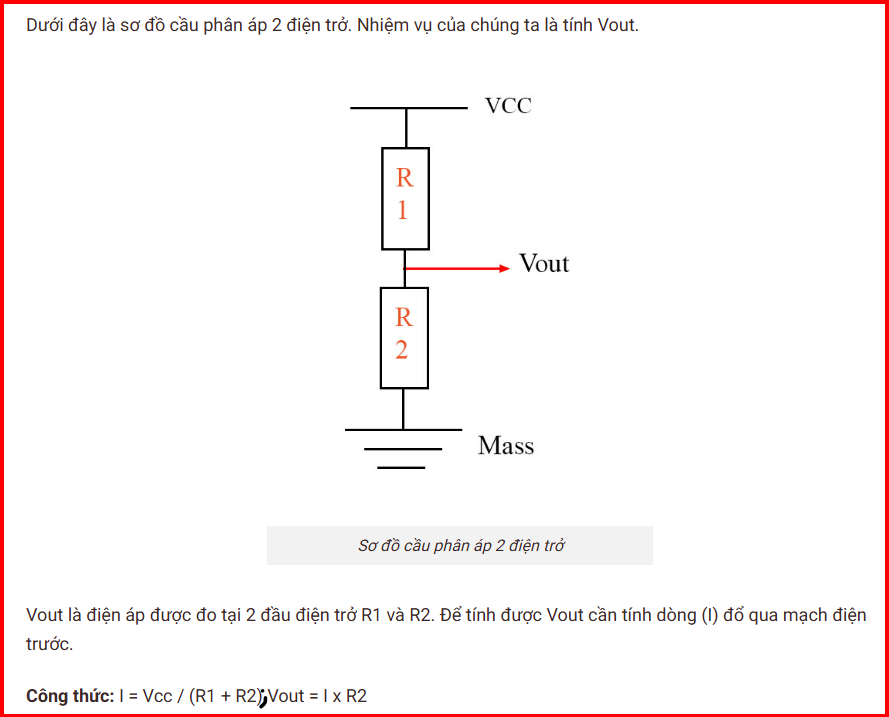 Dưới đây là sơ đồ cầu phân áp 2 điện trở. Nhiệm vụ của chúng ta là tính Vout.
VCC
R
1
Vout
R
2
Mass
Sơ đồ cầu phân áp 2 điện trở
Vout là điện áp được đo tại 2 đầu điện trở R1 và R2. Để tính được Vout cần tính dòng (I) đổ qua mạch điện
trước.
Công thức: I = Vcc / (R1 + R2);Vout = I x R2